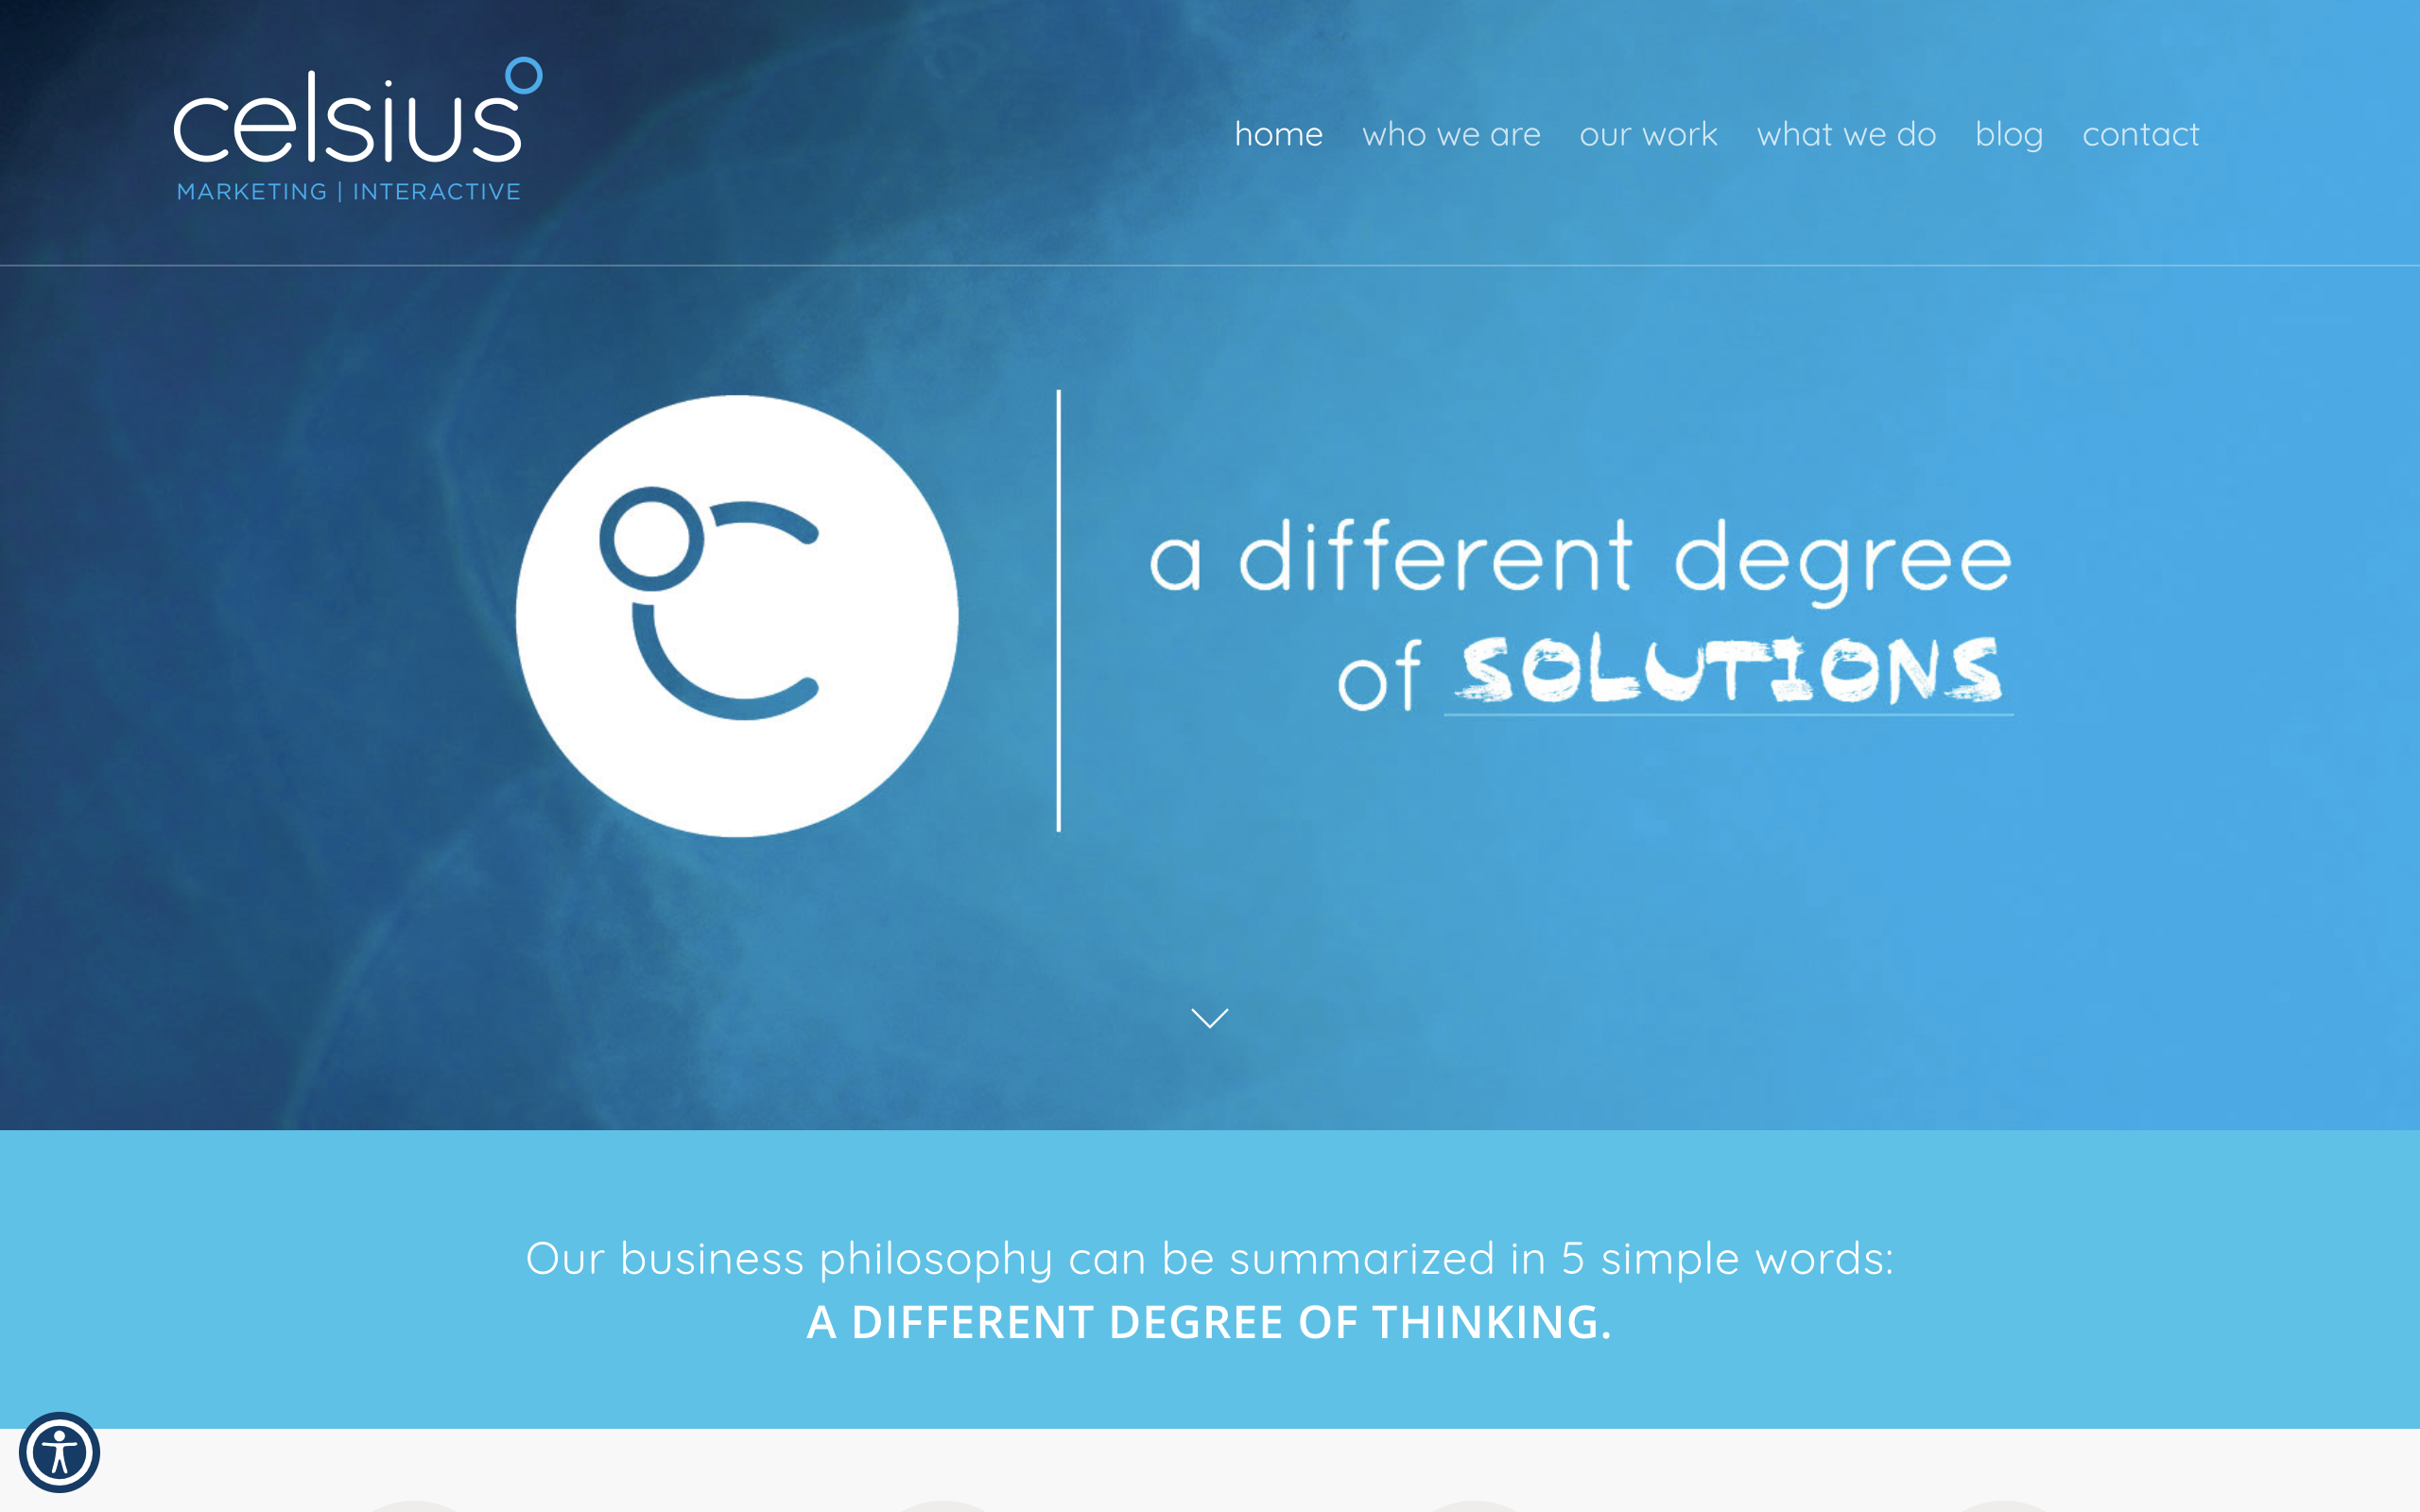 celsius
MARKETING | INTERACTIVE
home who we are our work what we do blog contact
a different degree
of SOLUTIONS
Our business philosophy can be summarized in 5 simple words:
A DIFFERENT DEGREE OF THINKING.